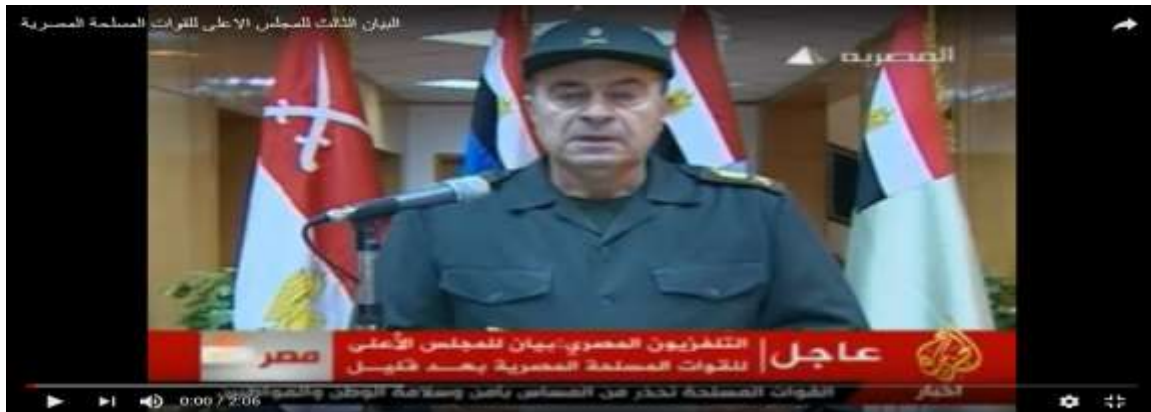 البيان الثالث للمجلس الاعلى للقوات المسلحة المصرية
المصرية
عاجل
التلفزيون المصري: بيان للمجلس الأعلى
للقوات المسلحة المصرية بعد قليل
مصر
القوات المسلحة تحذر من المساس بأمن وسلامة الوطن والمواطنين
أخبار
0:00 / 2:06